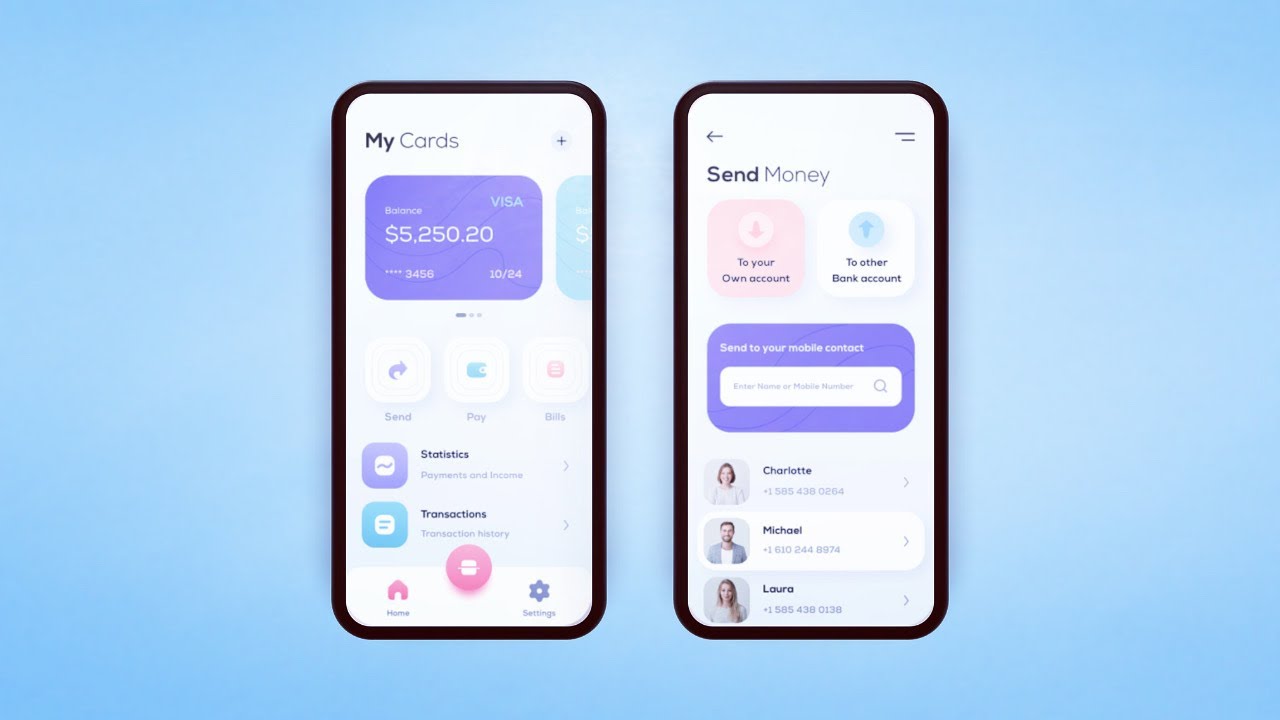 My Cards
+
Balance
VISA
$5,250.20
**** 3456
10/24
Bal
$
****
Send
Pay
Bills
Statistics
Payments and Income
Transactions
Transaction history
Home
Settings
Send Money
To your
Own account
To other
Bank account
Send to your mobile contact
Enter Name or Mobile Number
Charlotte
+1 585 438 0264
Michael
+1 610 244 8974
Laura
+1 585 438 0138